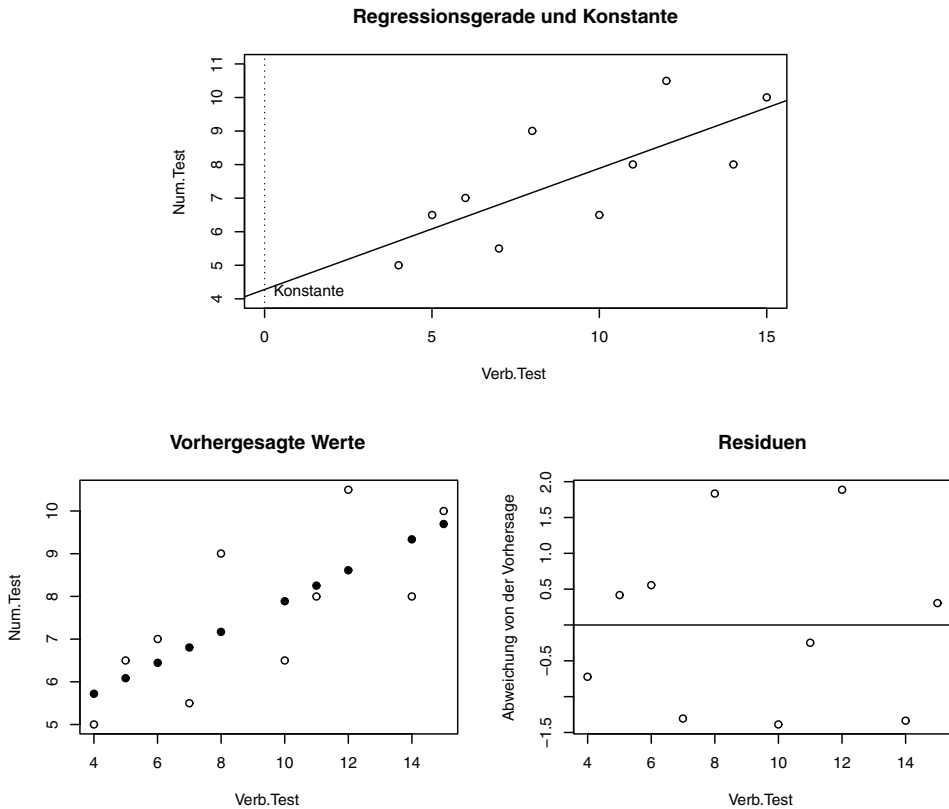 Regressionsgerade und Konstante
11
10
9
8
7
6
5
4
Num.Test
Konstante
0 5 10 15
Verb.Test
Vorhergesagte Werte
10
9
8
7
6
5
Num.Test
4 6 8 10 12 14
Verb.Test
Residuen
2.0
1.5
1.0
0.5
−0.5
−1.5
Abweichung von der Vorhersage
4 6 8 10 12 14
Verb.Test